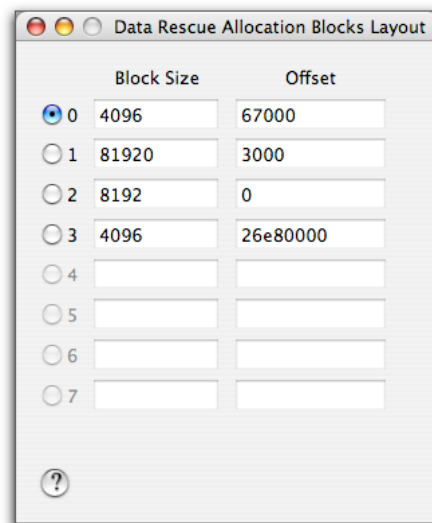 Data Rescue Allocation Blocks Layout
Block Size Offset
0 4096 67000
1 81920 3000
2 8192 0
3 4096 26e80000
4
5
6
7
?